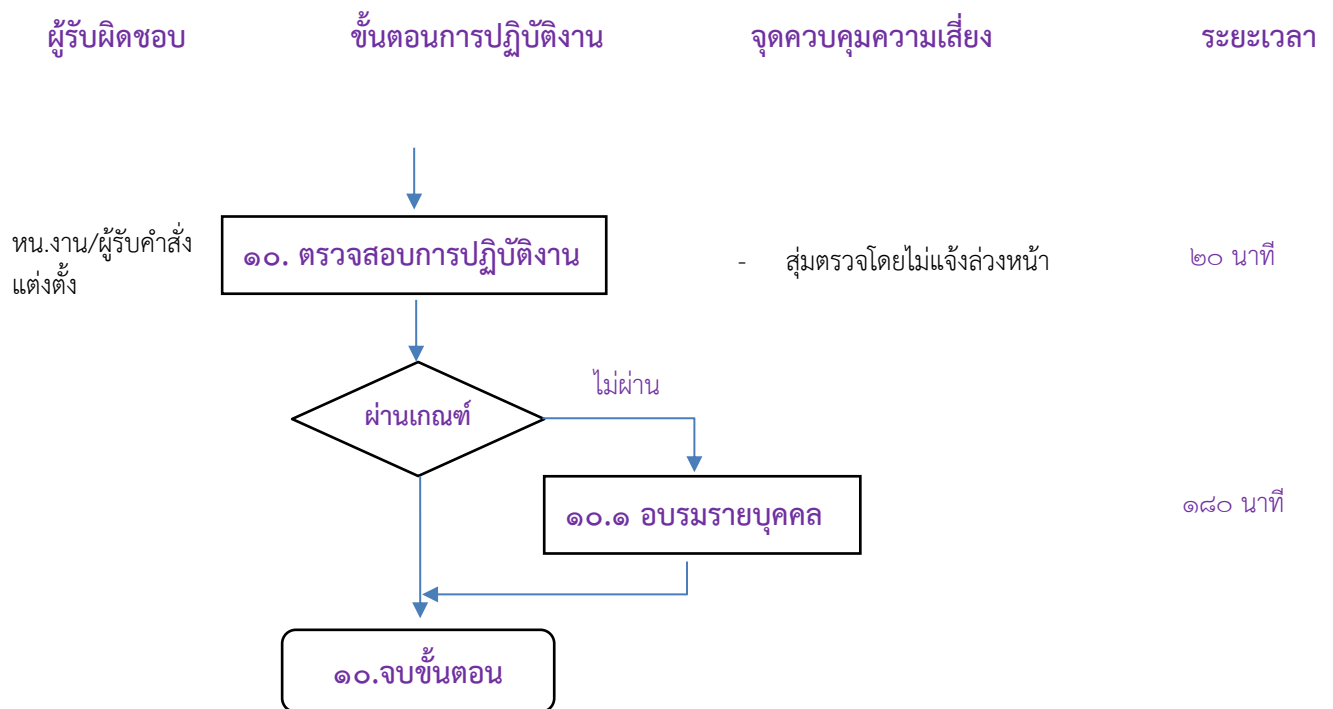 ผู้รับผิดชอบ ขั้นตอนการปฏิบัติงาน จุดควบคุมความเสี่ยง ระยะเวลา
หน.งาน/ผู้รับคำสั่ง
แต่งตั้ง
๑๐. ตรวจสอบการปฏิบัติงาน
- สุ่มตรวจโดยไม่แจ้งล่วงหน้า
๒๐ นาที
ไม่ผ่าน
ผ่านเกณฑ์
๑๐.๑ อบรมรายบุคคล
๑๘๐ นาที
๑๐.จบขั้นตอน